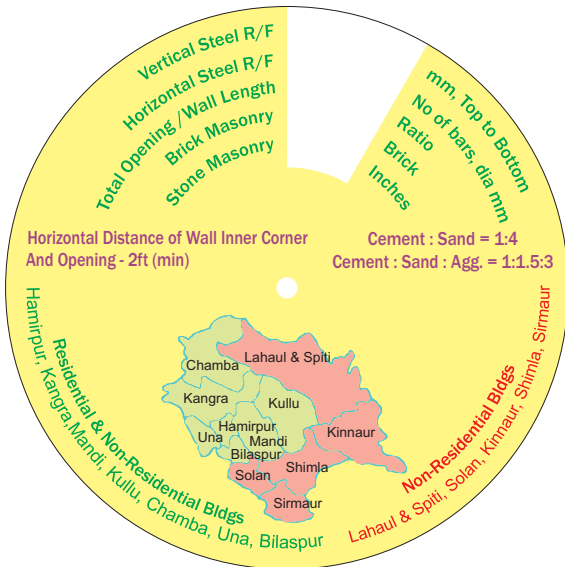 Vertical Steel R/F
Horizontal Steel R/F
Total Opening /Wall Length
Brick Masonry
Stone Masonry
mm, Top to Bottom
No of bars, dia mm
Ratio
Brick
Inches
Horizontal Distance of Wall Inner Corner
And Opening - 2ft (min)
Cement : Sand = 1:4
Cement : Sand : Agg. = 1:1.5:3
Chamba
Lahaul & Spiti
Kangra
Kullu
Hamirpur
Una
Mandi
Bilaspur
Kinnaur
Solan
Shimla
Sirmaur
Residential & Non-Residential Bldgs
Hamirpur, Kangra,Mandi, Kullu, Chamba, Una, Bilaspur
Non-Residential Bldgs
Lahaul & Spiti, Solan, Kinnaur, Shimla, Sirmaur